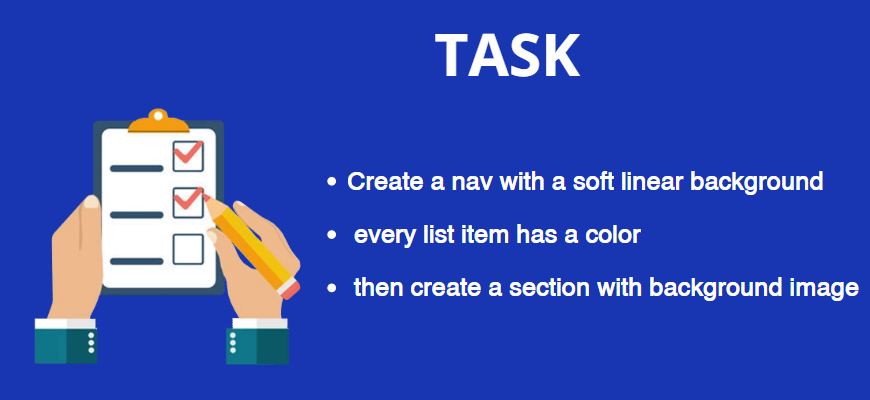 TASK
• Create a nav with a soft linear background
• every list item has a color
• then create a section with background image